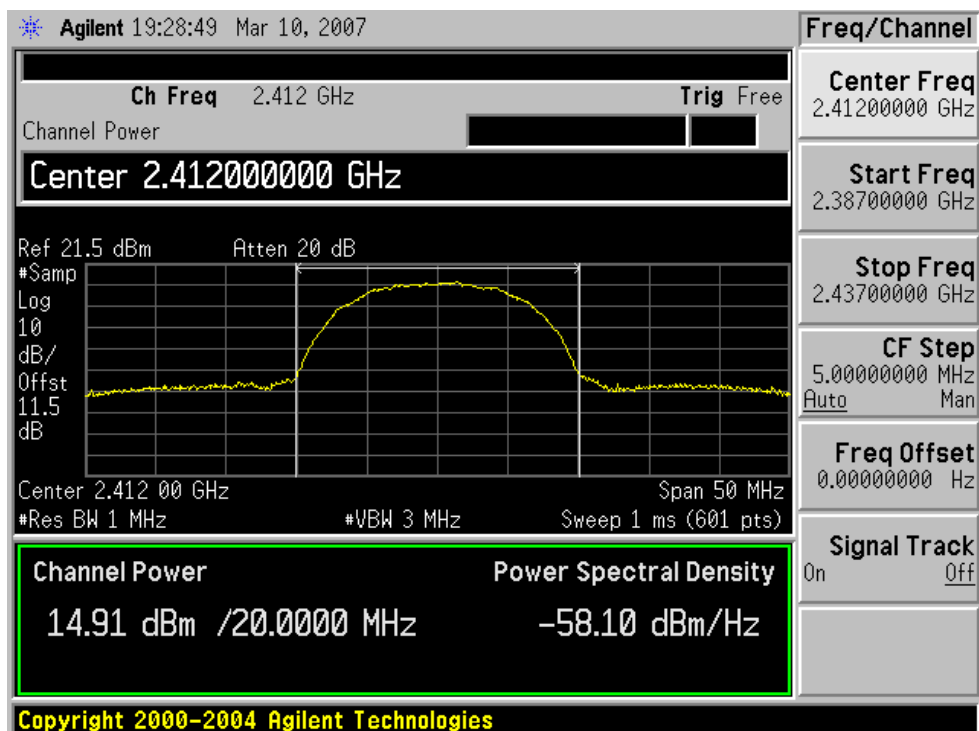 Agilent 19:28:49 Mar 10, 2007
Freq/Channel
Ch Freq 2.412 GHz Trig Free
Channel Power
Center 2.412000000 GHz
Ref 21.5 dBm Atten 20 dB
#Samp
Log
10
dB/
Offst
11.5
dB
Center 2.412 00 GHz Span 50 MHz
#Res BW 1 MHz #VBW 3 MHz Sweep 1 ms (601 pts)
Channel Power Power Spectral Density
14.91 dBm /20.0000 MHz -58.10 dBm/Hz
Copyright 2000-2004 Agilent Technologies
Center Freq
2.41200000 GHz
Start Freq
2.38700000 GHz
Stop Freq
2.43700000 GHz
CF Step
5.00000000 MHz
Auto Man
Freq Offset
0.00000000 Hz
Signal Track
On Off